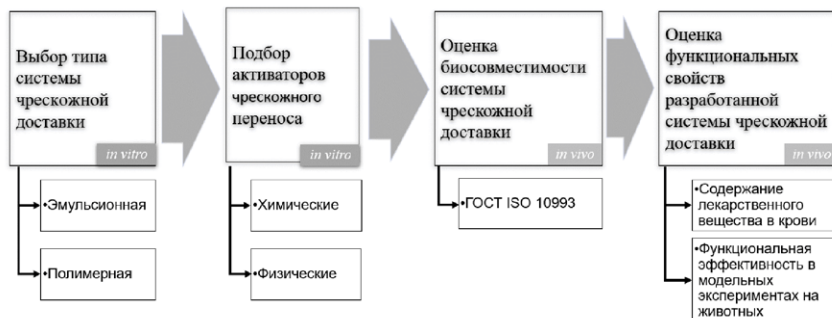 Выбор типа
системы
чрескожной
доставки
in vitro
•Эмульсионная
•Полимерная
Подбор
активаторов
чрескожного
переноса
in vitro
•Химические
•Физические
Оценка
биосовместимости
системы
чрескожной
доставки
in vivo
•ГОСТ ISO 10993
Оценка
функциональных
свойств
разработанной
системы чрескожной
доставки
in vivo
•Содержание
лекарственного
вещества в крови
•Функциональная
эффективность в
модельных
экспериментах на
животных